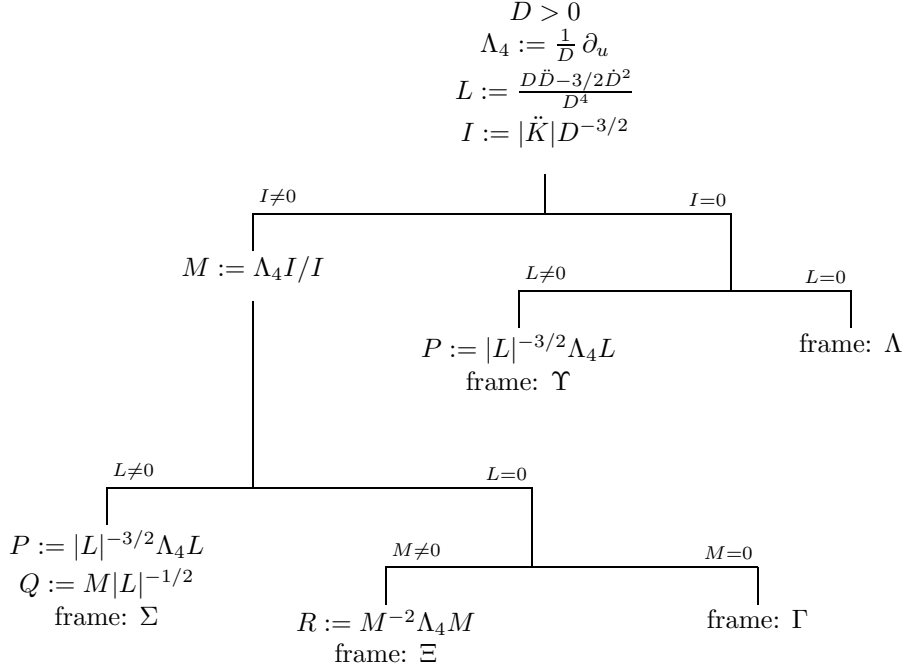 D > 0
Λ₄ := 1/D ∂ᵤ
L := (DD̈−3/2Ḋ²)/D⁴
I := |K̈|D^{−3/2}
I≠0
I=0
M := Λ₄I/I
L≠0
L=0
P := |L|^{−3/2}Λ₄L
frame: ϒ
frame: Λ
L≠0
L=0
P := |L|^{−3/2}Λ₄L
Q := M|L|^{−1/2}
frame: Σ
M≠0
M=0
R := M^{−2}Λ₄M
frame: Ξ
frame: Γ